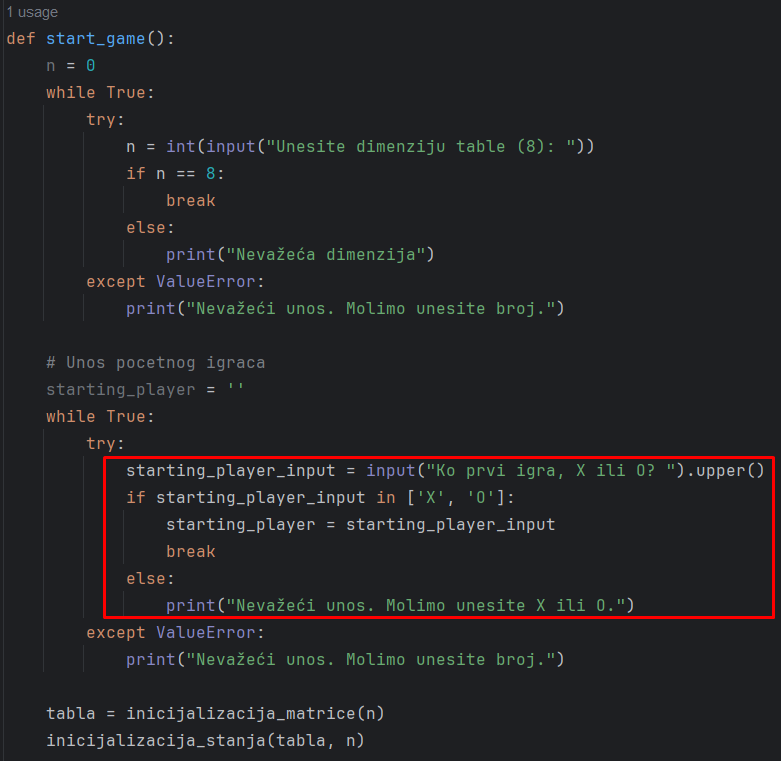 1 usage
def start_game():
    n = 0
    while True:
        try:
            n = int(input("Unesite dimenziju table (8): "))
            if n == 8:
                break
            else:
                print("Nevažeća dimenzija")
        except ValueError:
            print("Nevažeći unos. Molimo unesite broj.")

    # Unos pocetnog igraca
    starting_player = ''
    while True:
        try:
            starting_player_input = input("Ko prvi igra, X ili O? ").upper()
            if starting_player_input in ['X', 'O']:
                starting_player = starting_player_input
                break
            else:
                print("Nevažeći unos. Molimo unesite X ili O.")
        except ValueError:
            print("Nevažeći unos. Molimo unesite broj.")

    tabla = inicijalizacija_matrice(n)
    inicijalizacija_stanja(tabla, n)